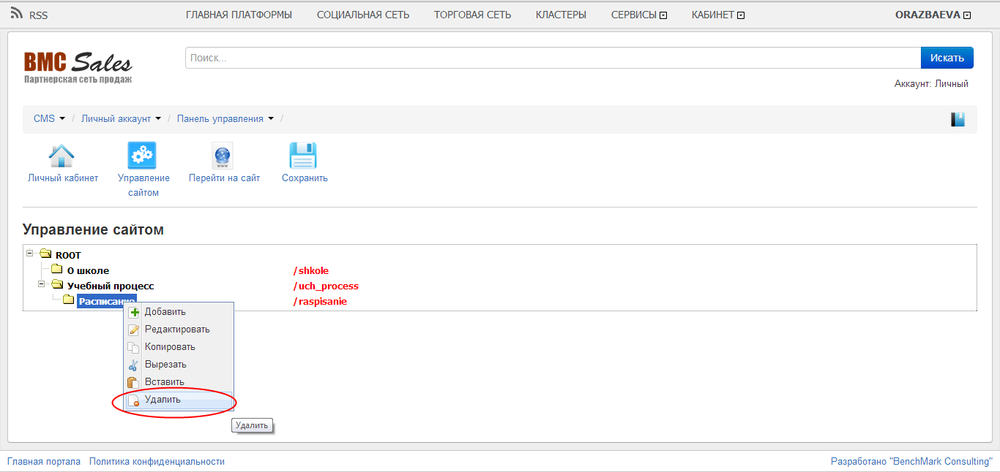 RSS
ГЛАВНАЯ ПЛАТФОРМЫ
СОЦИАЛЬНАЯ СЕТЬ
ТОРГОВАЯ СЕТЬ
КЛАСТЕРЫ
СЕРВИСЫ
КАБИНЕТ
ORAZBAEVA
BMC Sales
Партнерская сеть продаж
Поиск...
Искать
Аккаунт: Личный
CMS / Личный аккаунт / Панель управления /
Личный кабинет
Управление
сайтом
Перейти на сайт
WWW
Сохранить
Управление сайтом
ROOT
О школе /shkole
Учебный процесс /uch_process
Расписание /raspisanie
Добавить
Редактировать
Копировать
Вырезать
Вставить
Удалить
Удалить
Главная портала Политика конфиденциальности
Разработано "BenchMark Consulting"